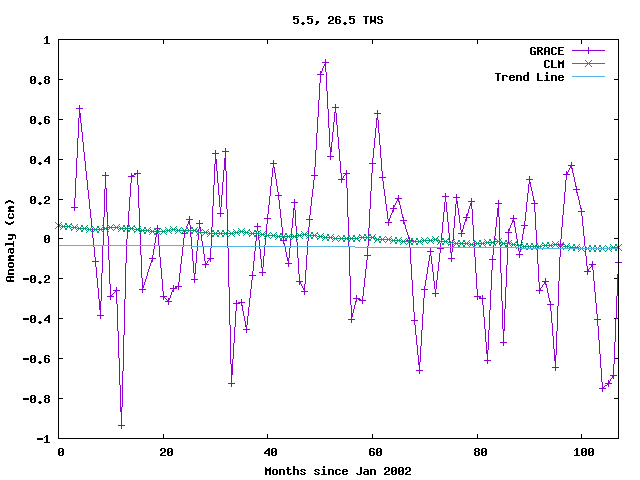 5.5, 26.5 TWS
GRACE
CLM
Trend Line
1
0.8
0.6
0.4
0.2
0
-0.2
-0.4
-0.6
-0.8
-1
Anomaly (cm)
0 20 40 60 80 100
Months since Jan 2002